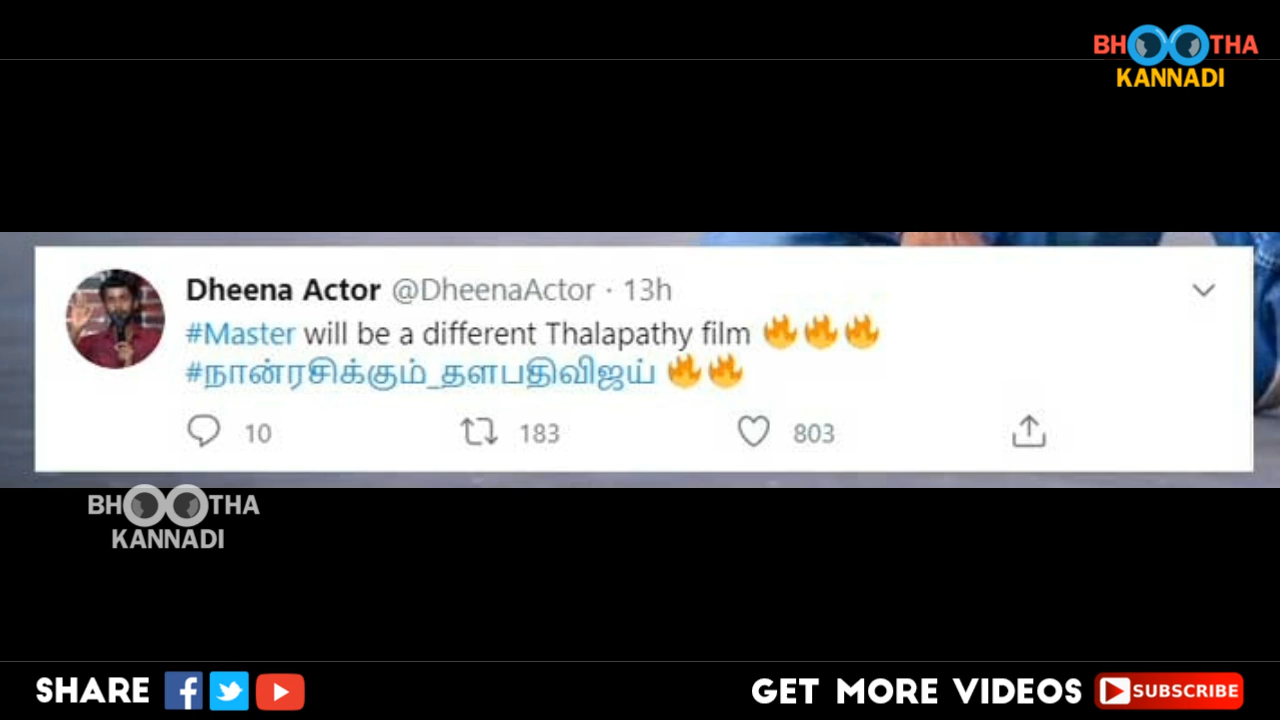 BHOOTHA
KANNADI
Dheena Actor @DheenaActor · 13h
#Master will be a different Thalapathy film 🔥🔥🔥
#நான்ரசிக்கும்_தளபதிவிஜய் 🔥🔥
10 183 803
BHOOTHA
KANNADI
SHARE GET MORE VIDEOS SUBSCRIBE